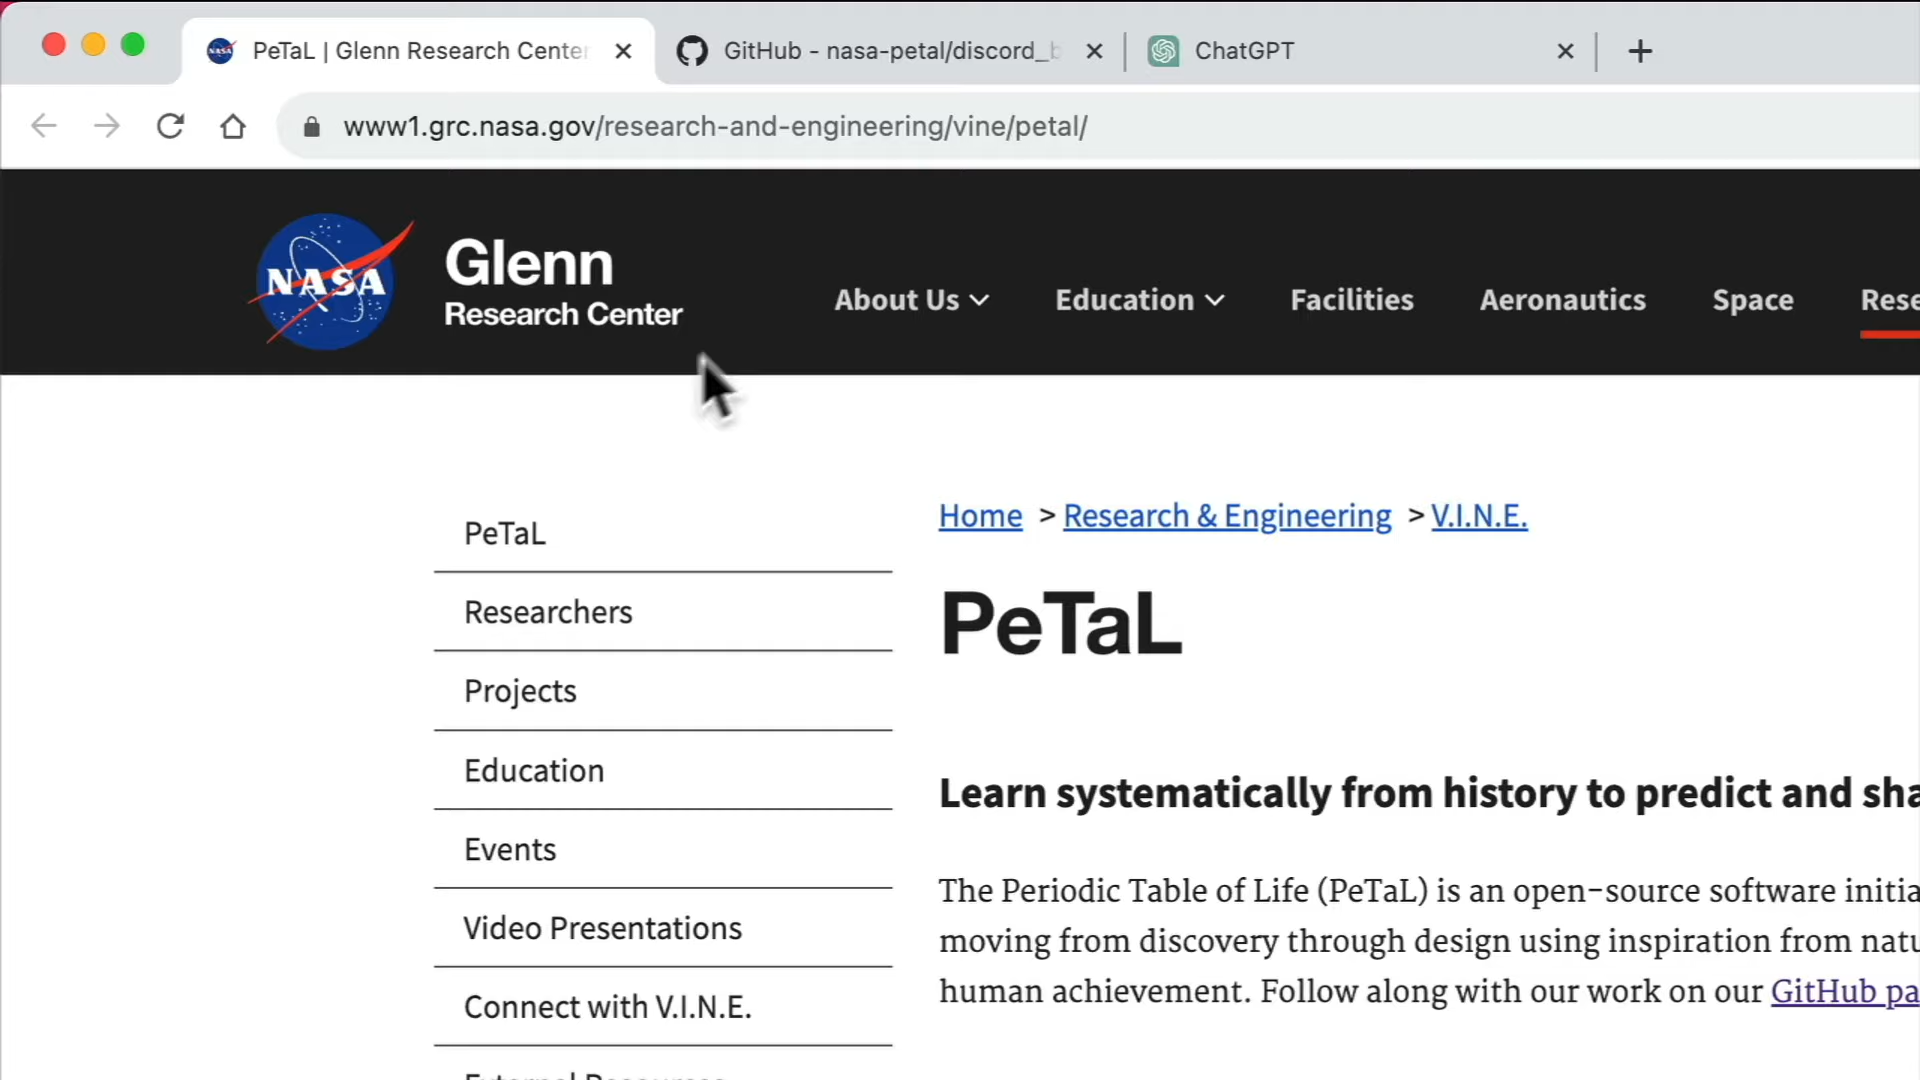 PeTaL | Glenn Research Center
GitHub - nasa-petal/discord_b
ChatGPT
www1.grc.nasa.gov/research-and-engineering/vine/petal/
NASA
Glenn
Research Center
About Us
Education
Facilities
Aeronautics
Space
Rese
PeTaL
Researchers
Projects
Education
Events
Video Presentations
Connect with V.I.N.E.
External Resources
Home > Research & Engineering > V.I.N.E.
PeTaL
Learn systematically from history to predict and sha
The Periodic Table of Life (PeTaL) is an open-source software initia
moving from discovery through design using inspiration from natu
human achievement. Follow along with our work on our GitHub pa